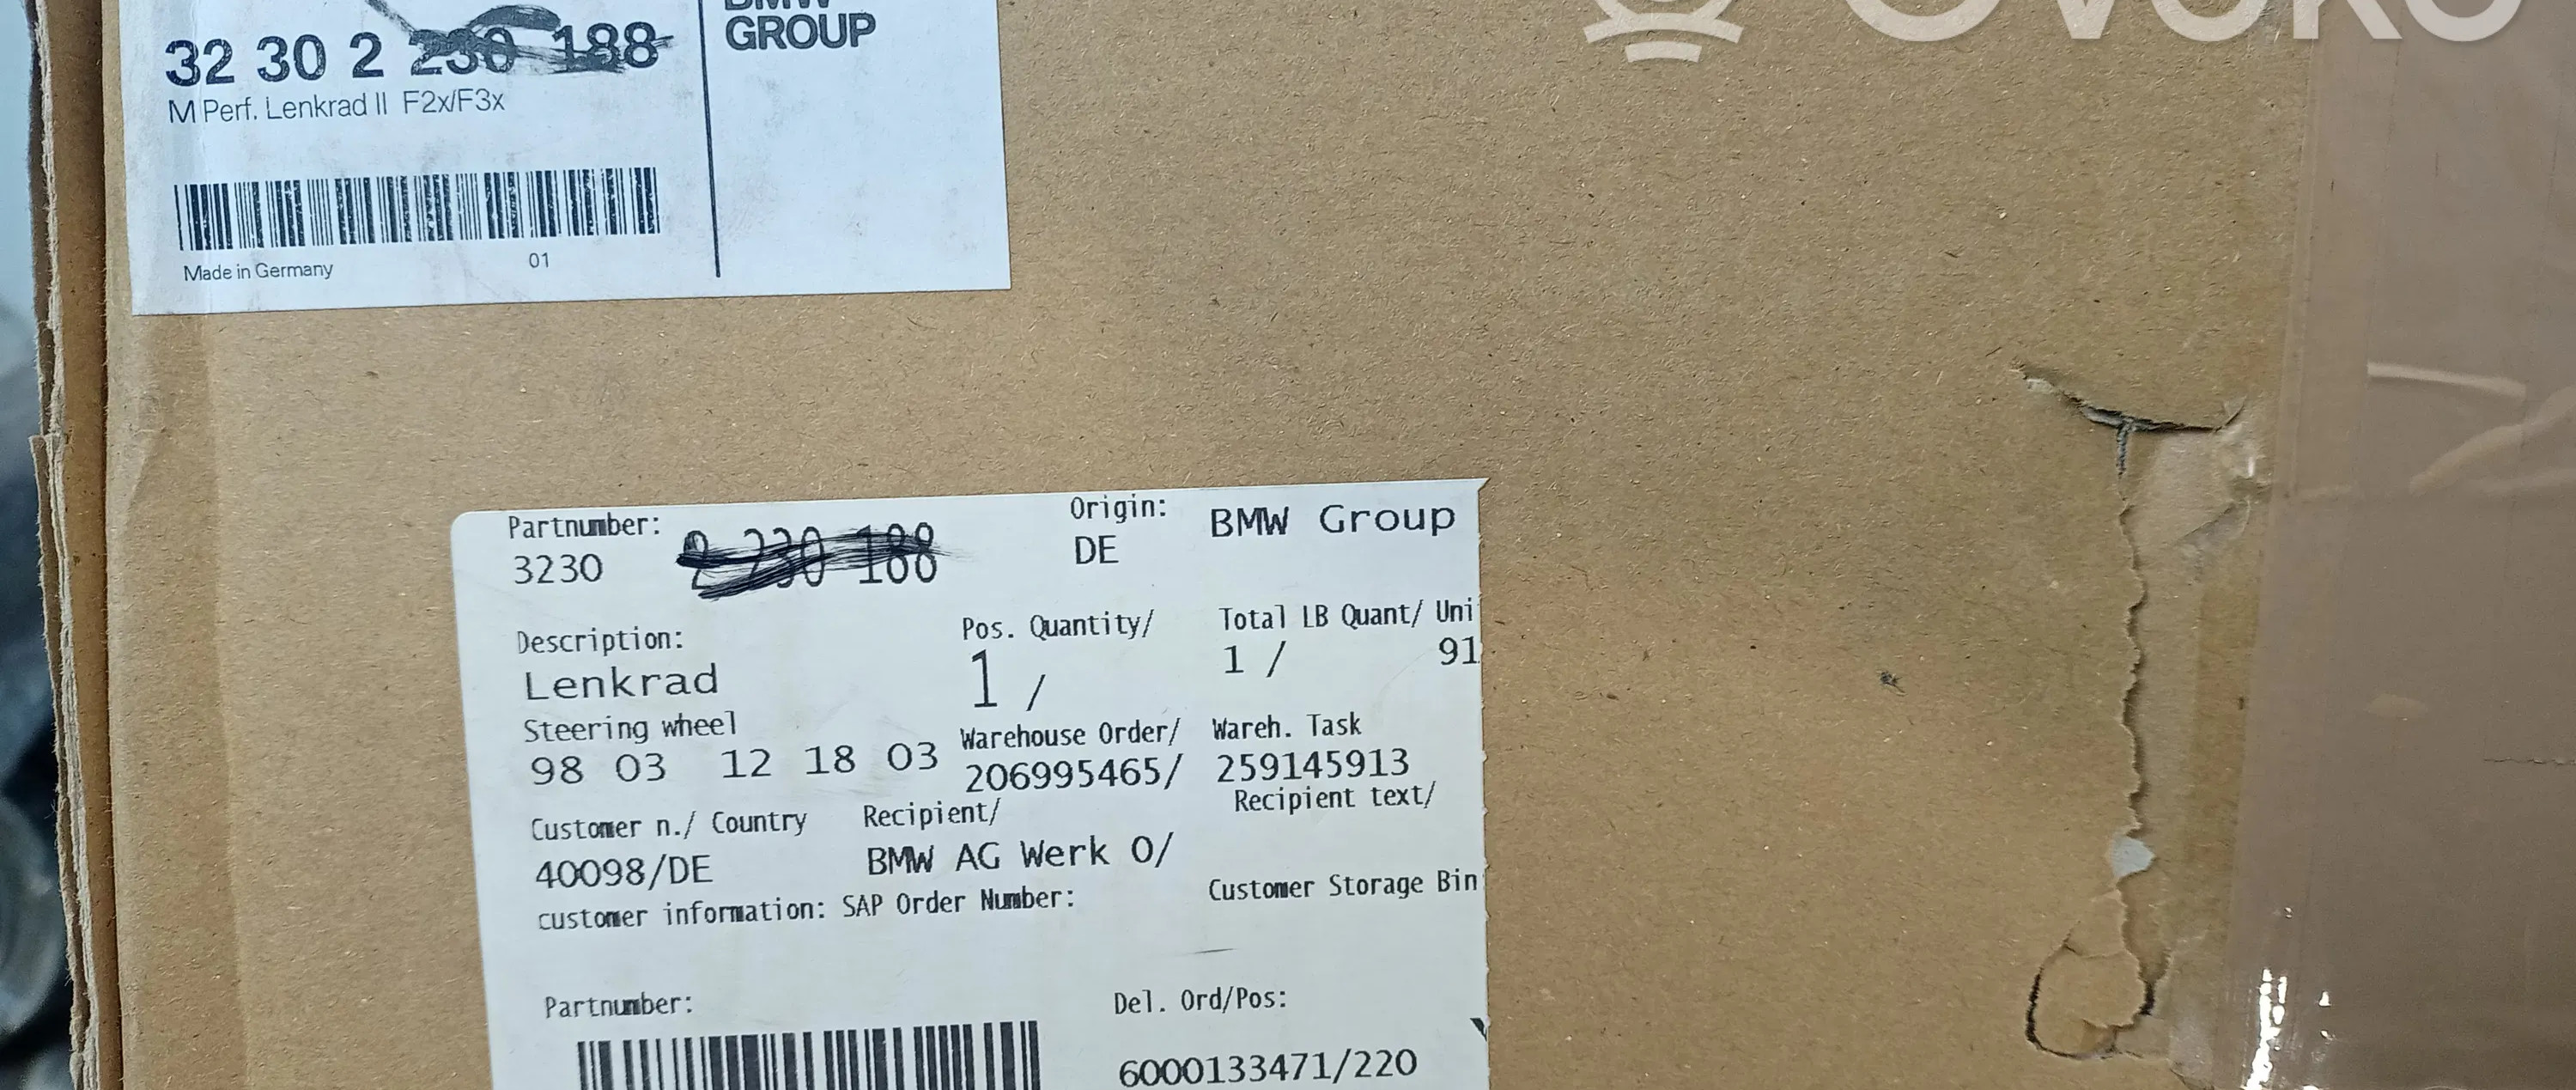 BMW
GROUP
32 30 2 230 188
M Perf. Lenkrad II F2x/F3x
Made in Germany
01
OVOKO
Partnumber:
3230 2 230 188
Origin:
DE
BMW Group
Description:
Lenkrad
Steering wheel
Pos. Quantity/
1 /
Total LB Quant/ Uni
1 / 91
98 03 12 18 03
Warehouse Order/
206995465/
Wareh. Task
259145913
Customer n./ Country
40098/DE
Recipient/
BMW AG Werk 0/
Recipient text/
customer information: SAP Order Number:
Customer Storage Bin
Partnumber:
Del. Ord/Pos:
6000133471/220